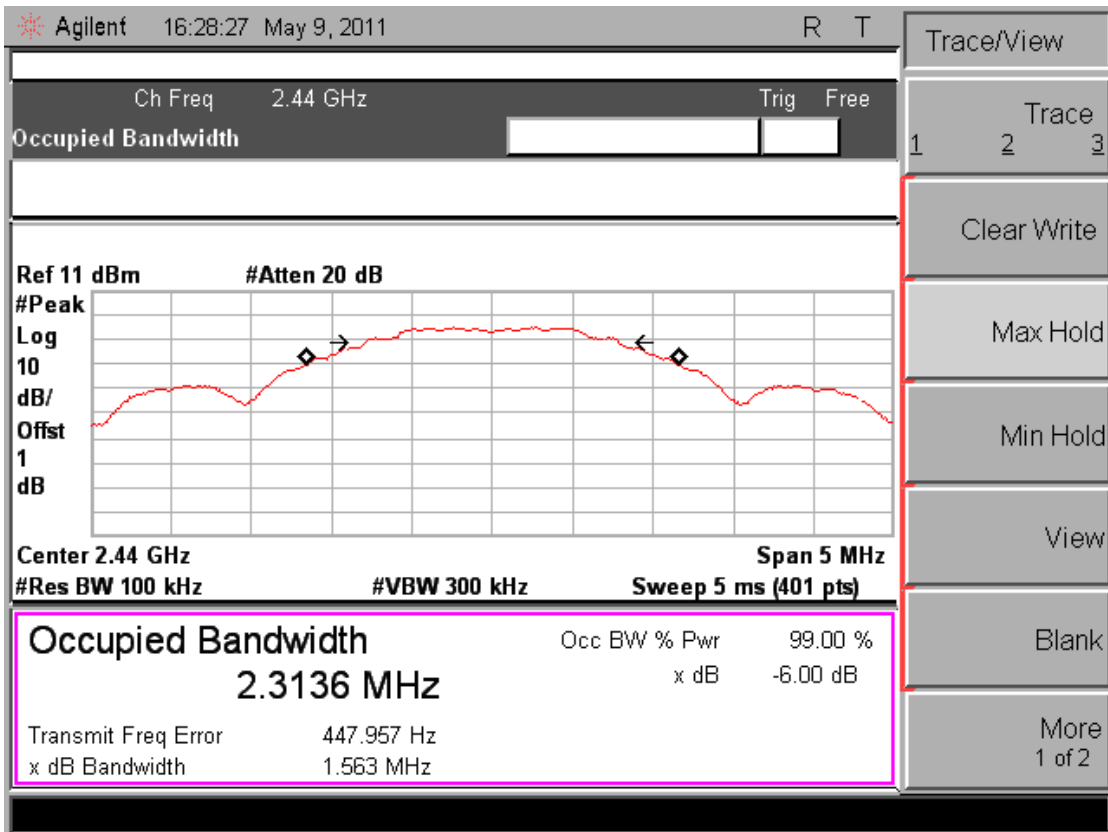 Agilent 16:28:27 May 9, 2011 R T
Trace/View
Ch Freq 2.44 GHz Trig Free
Occupied Bandwidth
Trace
1 2 3
Clear Write
Ref 11 dBm #Atten 20 dB
#Peak
Log
10
dB/
Offst
1
dB
Max Hold
Min Hold
Center 2.44 GHz Span 5 MHz
#Res BW 100 kHz #VBW 300 kHz Sweep 5 ms (401 pts)
View
Occupied Bandwidth Occ BW % Pwr 99.00 %
2.3136 MHz x dB -6.00 dB
Transmit Freq Error 447.957 Hz
x dB Bandwidth 1.563 MHz
Blank
More
1 of 2